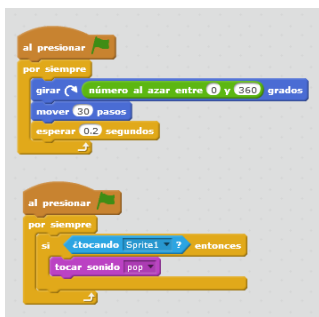 al presionar
por siempre
girar número al azar entre 0 y 360 grados
mover 30 pasos
esperar 0.2 segundos
al presionar
por siempre
si ¿tocando Sprite1 ? entonces
tocar sonido pop